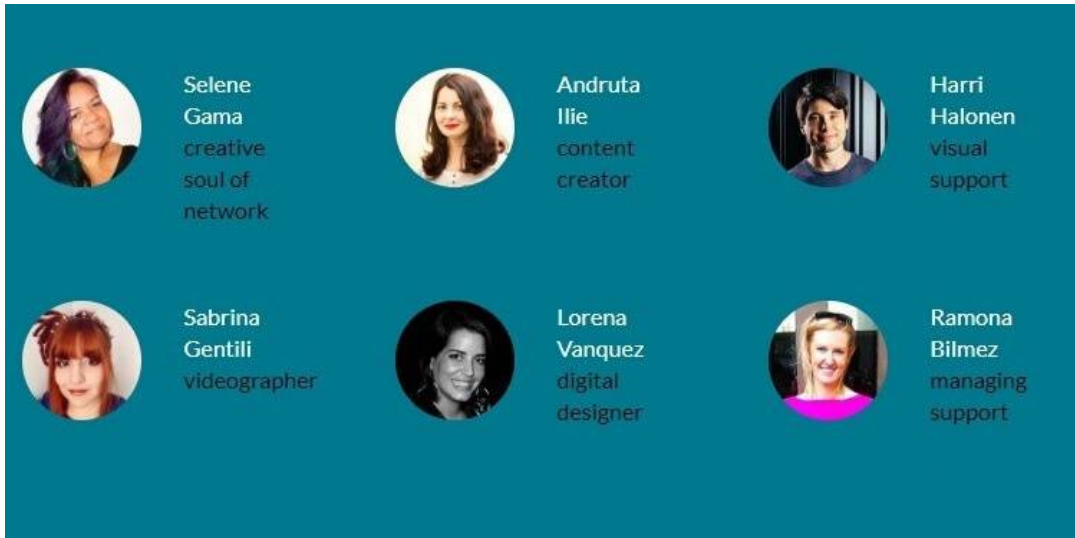 Selene
Gama
creative
soul of
network
Andruta
Ilie
content
creator
Harri
Halonen
visual
support
Sabrina
Gentili
videographer
Lorena
Vanquez
digital
designer
Ramona
Bilmez
managing
support